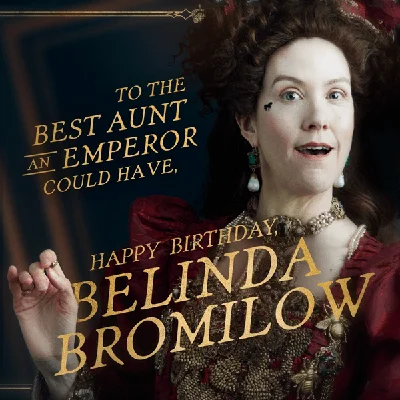 TO THE
BEST AUNT
AN EMPEROR
COULD HAVE,
HAPPY BIRTHDAY,
BELINDA
BROMILOW